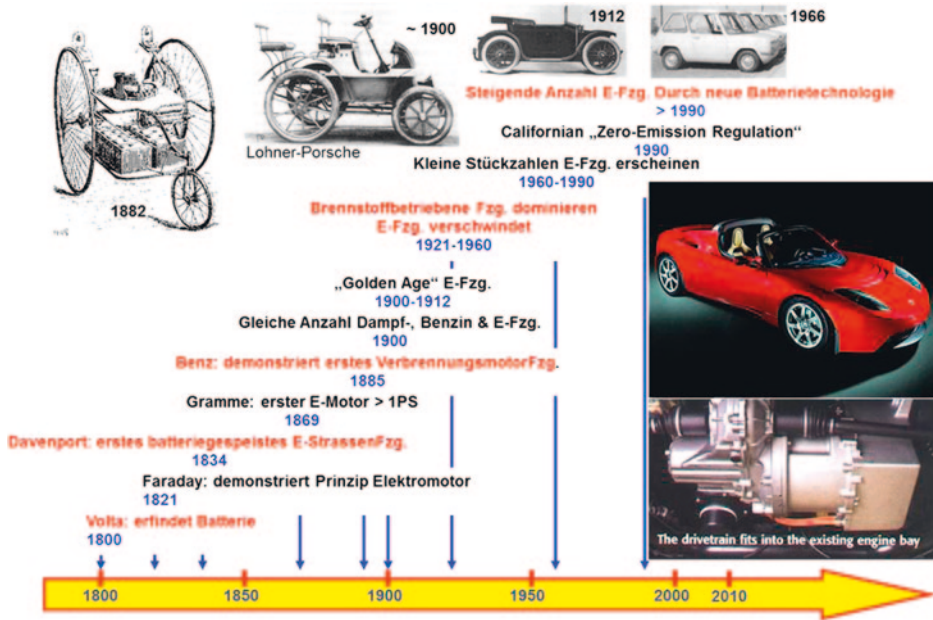 ~ 1900
1912
1966
Lohner-Porsche
1882
Steigende Anzahl E-Fzg. Durch neue Batterietechnologie
> 1990
Californian „Zero-Emission Regulation“
1990
Kleine Stückzahlen E-Fzg. erscheinen
1960-1990
Brennstoffbetriebene Fzg. dominieren
E-Fzg. verschwindet
1921-1960
„Golden Age“ E-Fzg.
1900-1912
Gleiche Anzahl Dampf-, Benzin & E-Fzg.
1900
Benz: demonstriert erstes VerbrennungsmotorFzg.
1885
Gramme: erster E-Motor > 1PS
1869
Davenport: erstes batteriegespeistes E-StrassenFzg.
1834
Faraday: demonstriert Prinzip Elektromotor
1821
Volta: erfindet Batterie
1800
The drivetrain fits into the existing engine bay
1800 1850 1900 1950 2000 2010